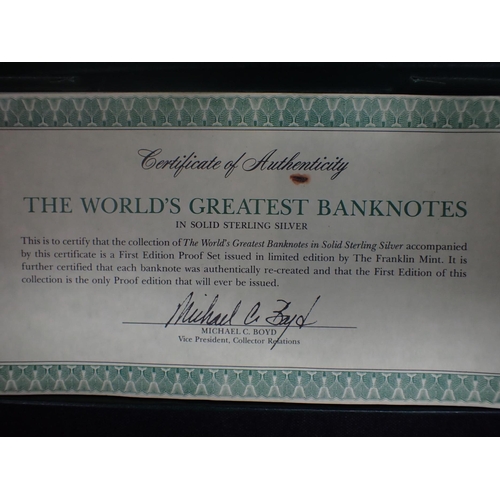 Certificate of Authenticity
THE WORLD'S GREATEST BANKNOTES
IN SOLID STERLING SILVER
This is to certify that the collection of The World's Greatest Banknotes in Solid Sterling Silver accompanied
by this certificate is a First Edition Proof Set issued in limited edition by The Franklin Mint. It is
further certified that each banknote was authentically re-created and that the First Edition of this
collection is the only Proof edition that will ever be issued.
Michael C. Boyd
MICHAEL C. BOYD
Vice President, Collector Relations